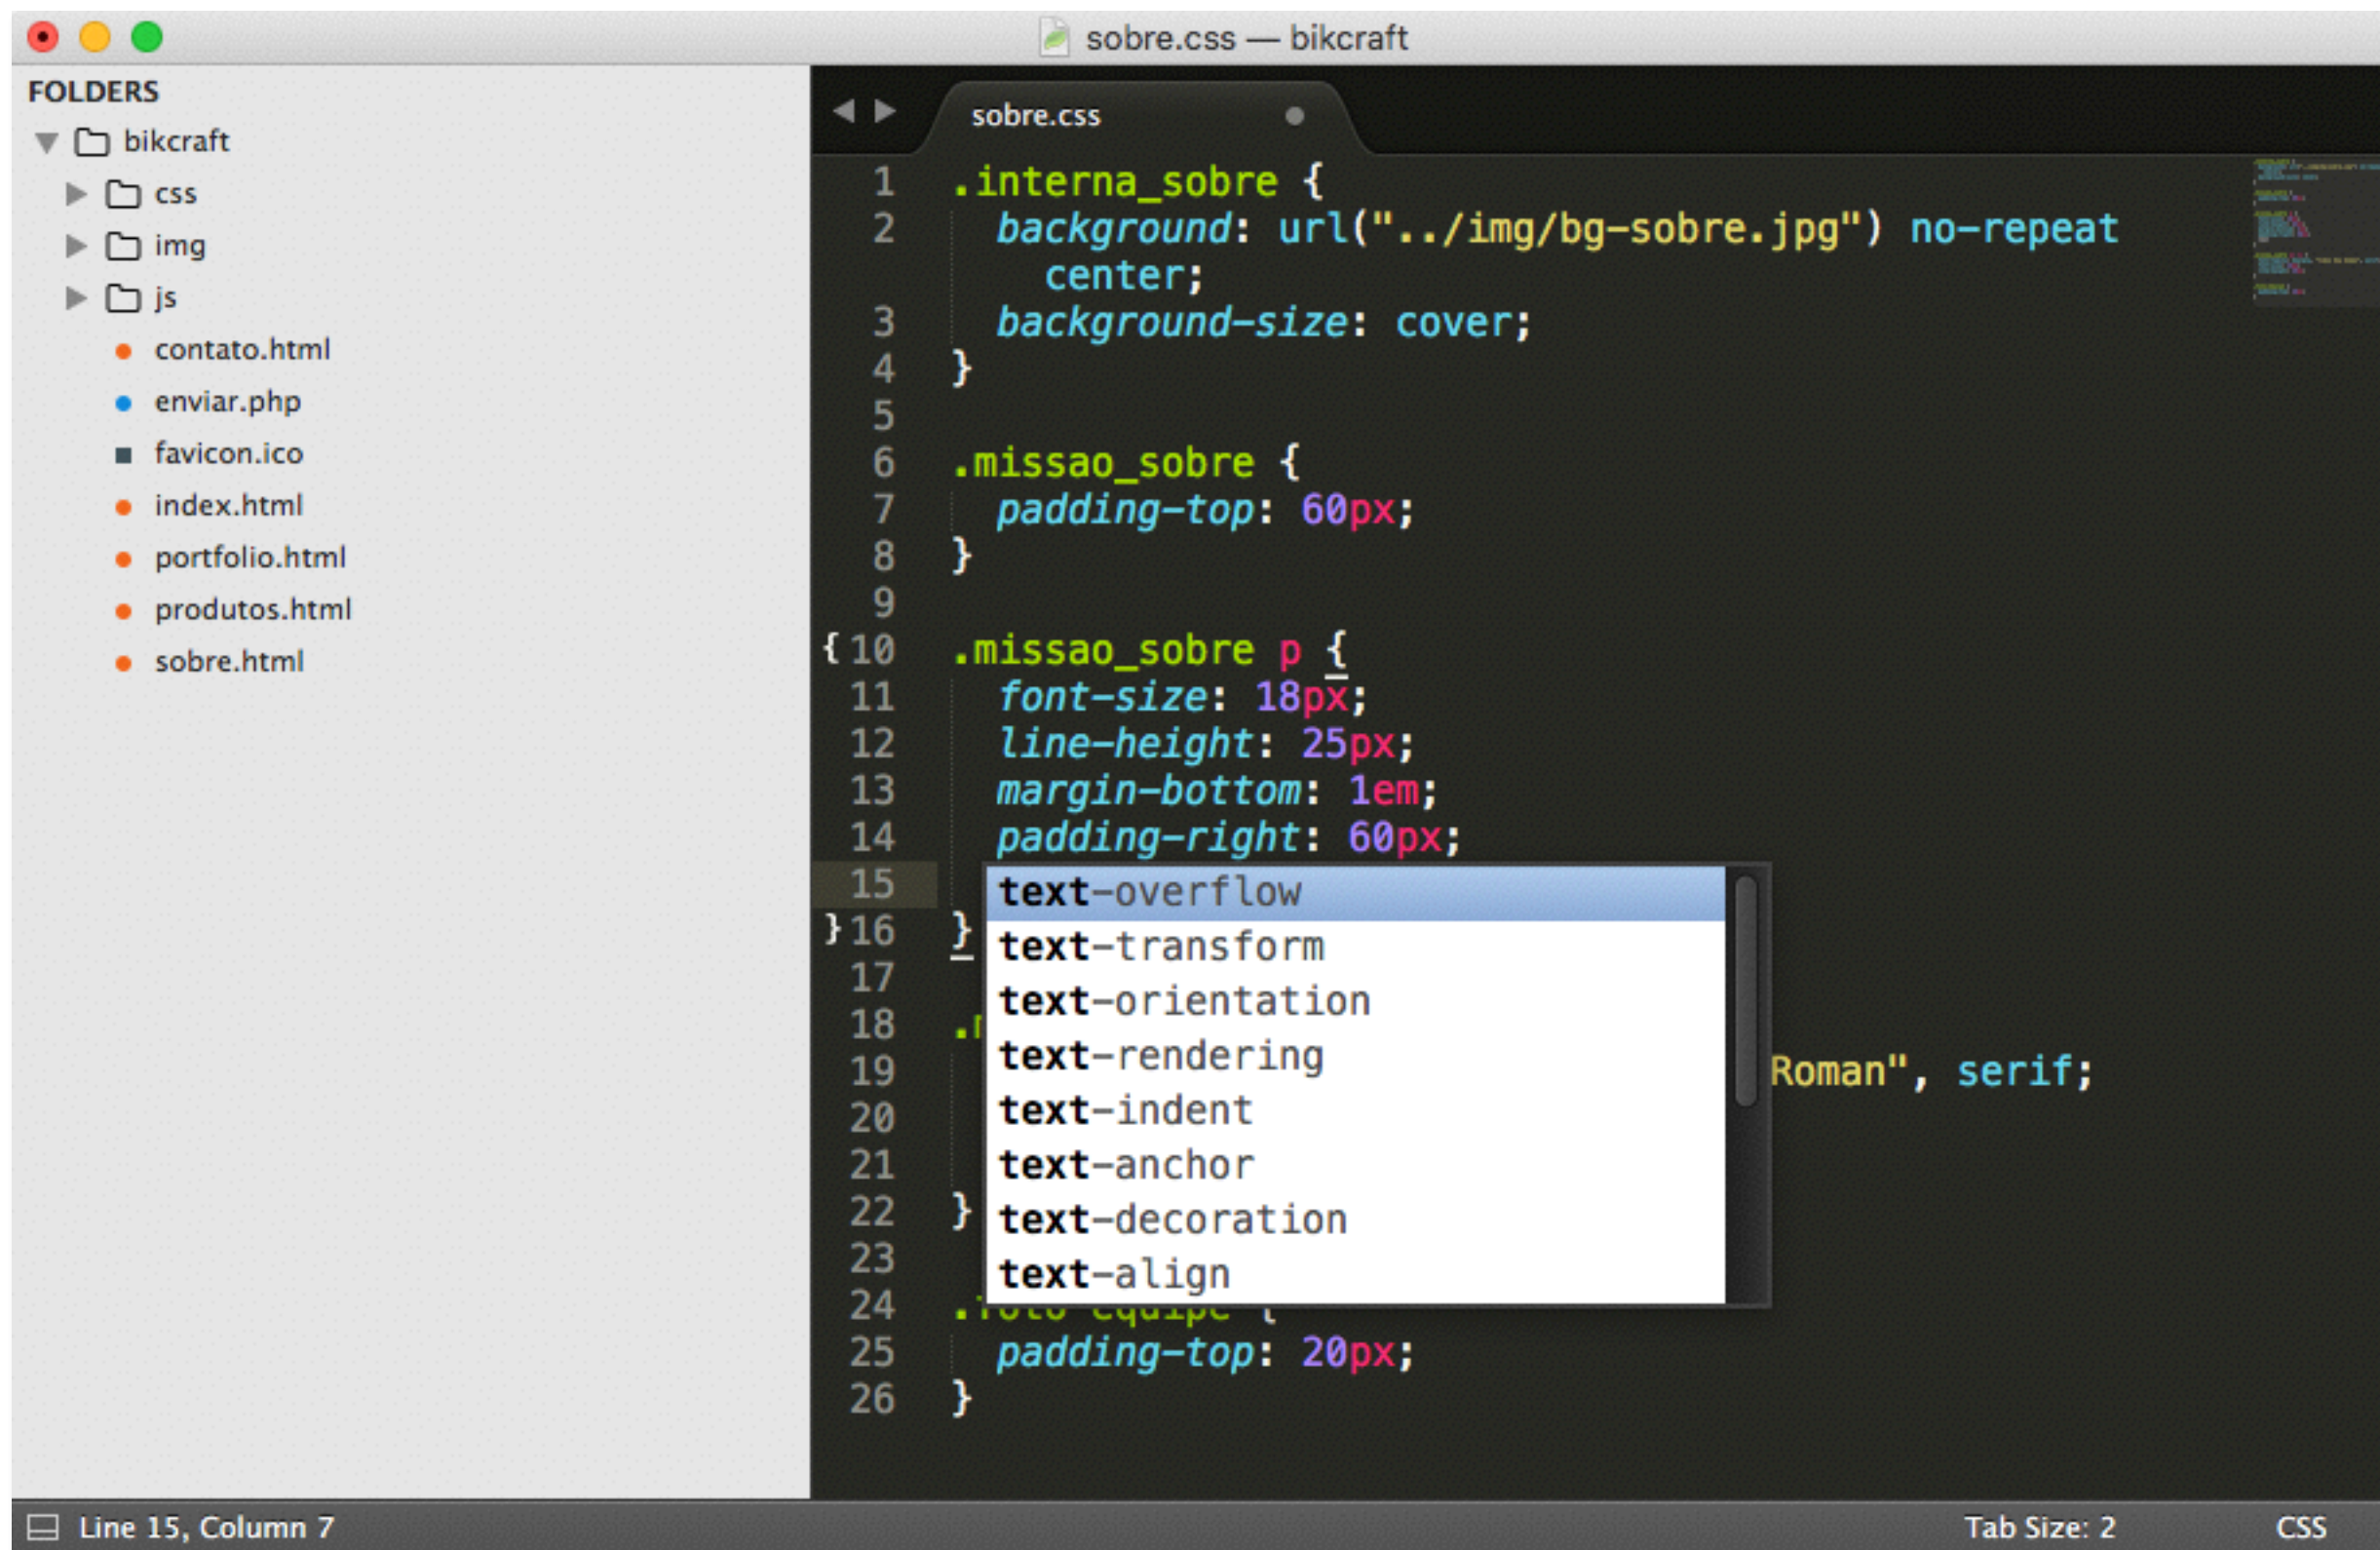 sobre.css — bikcraft
FOLDERS
bikcraft
css
img
js
contato.html
enviar.php
favicon.ico
index.html
portfolio.html
produtos.html
sobre.html
sobre.css
1 .interna_sobre {
2 background: url("../img/bg-sobre.jpg") no-repeat
center;
3 background-size: cover;
4 }
5
6 .missao_sobre {
7 padding-top: 60px;
8 }
9
{ 10 .missao_sobre p {
11 font-size: 18px;
12 line-height: 25px;
13 margin-bottom: 1em;
14 padding-right: 60px;
15
} 16 }
17
18
19 Roman", serif;
20
21
22 }
23
24
25 padding-top: 20px;
26 }
text-overflow
text-transform
text-orientation
text-rendering
text-indent
text-anchor
text-decoration
text-align
Line 15, Column 7
Tab Size: 2
CSS